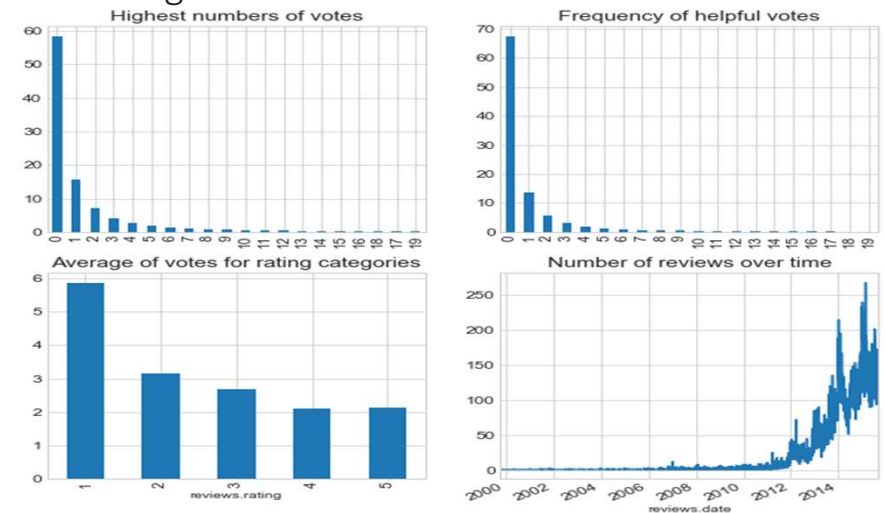 Highest numbers of votes
60
50
40
30
20
10
0
0 1 2 3 4 5 6 7 8 9 10 11 12 13 14 15 16 18 17 19
Frequency of helpful votes
70
60
50
40
30
20
10
0
0 1 2 3 4 5 6 7 8 9 10 11 12 13 14 15 16 17 18 19
Average of votes for rating categories
6
5
4
3
2
1
0
1 2 3 4 5
reviews.rating
Number of reviews over time
250
200
150
100
50
0
2000 2002 2004 2006 2008 2010 2012 2014
reviews.date